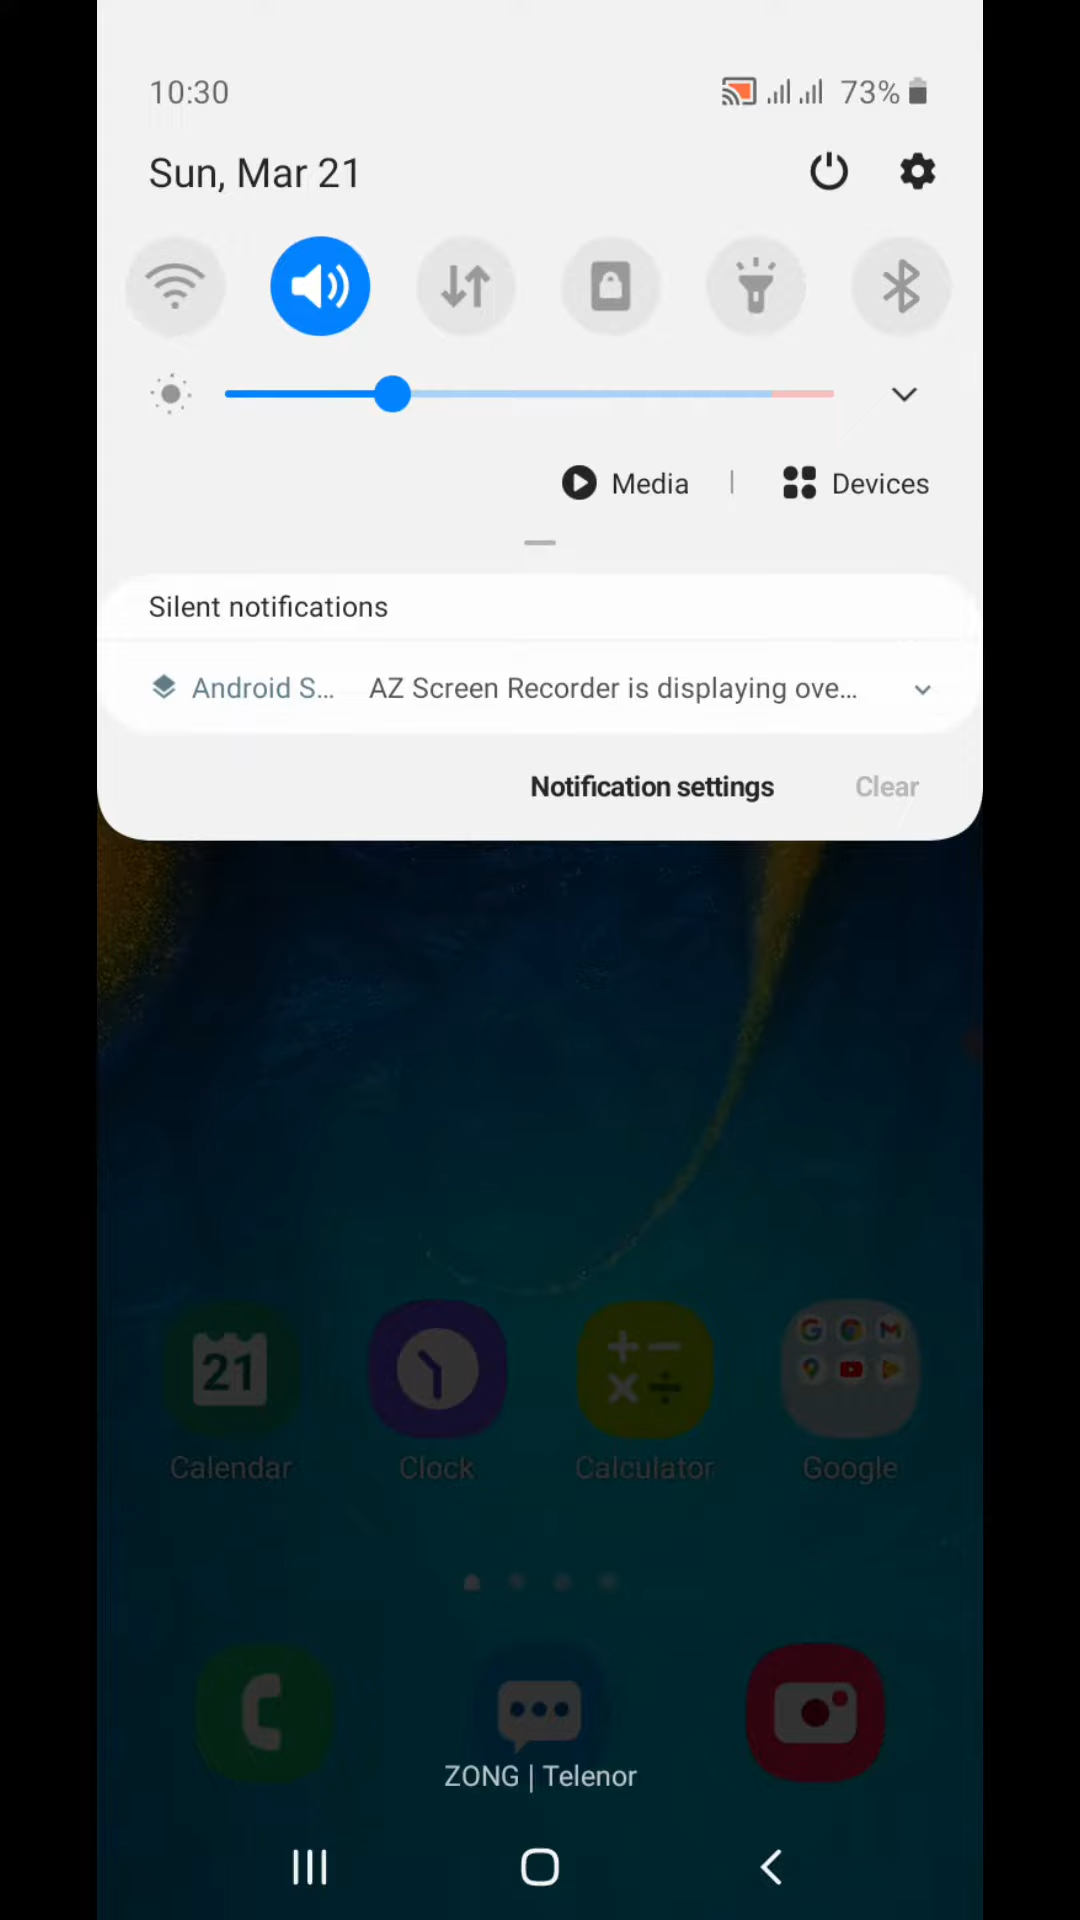 10:30
73%
Sun, Mar 21
Media | Devices
Silent notifications
Android S... AZ Screen Recorder is displaying ove...
Notification settings Clear
21
Calendar Clock Calculator Google
ZONG | Telenor